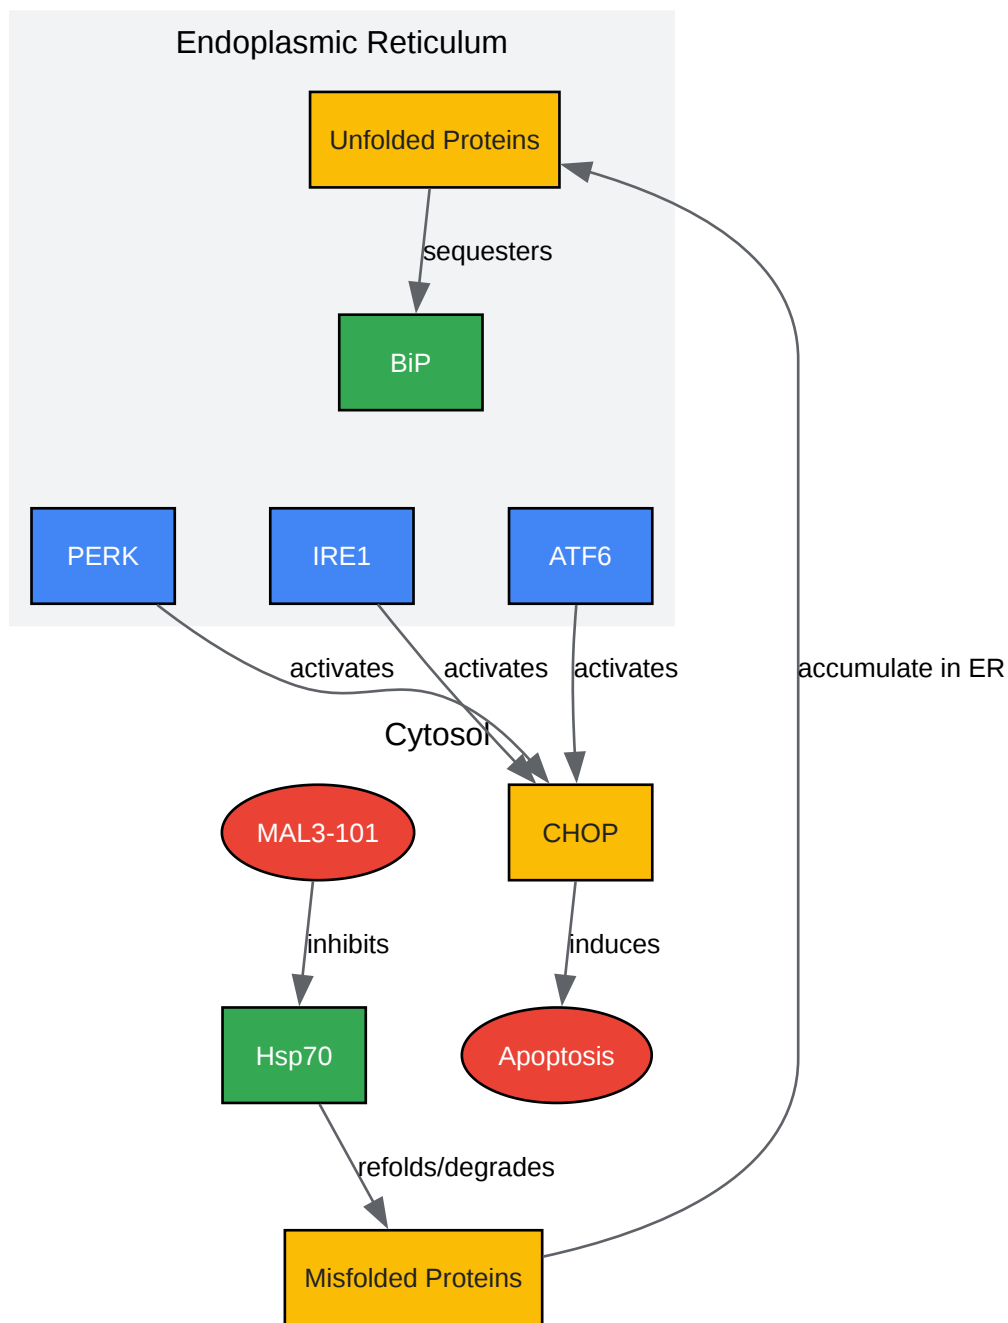 Endoplasmic Reticulum
Unfolded Proteins
sequesters
BiP
PERK
IRE1
ATF6
activates
activates
activates
accumulate in ER
Cytosol
MAL3-101
CHOP
inhibits
induces
Hsp70
Apoptosis
refolds/degrades
Misfolded Proteins